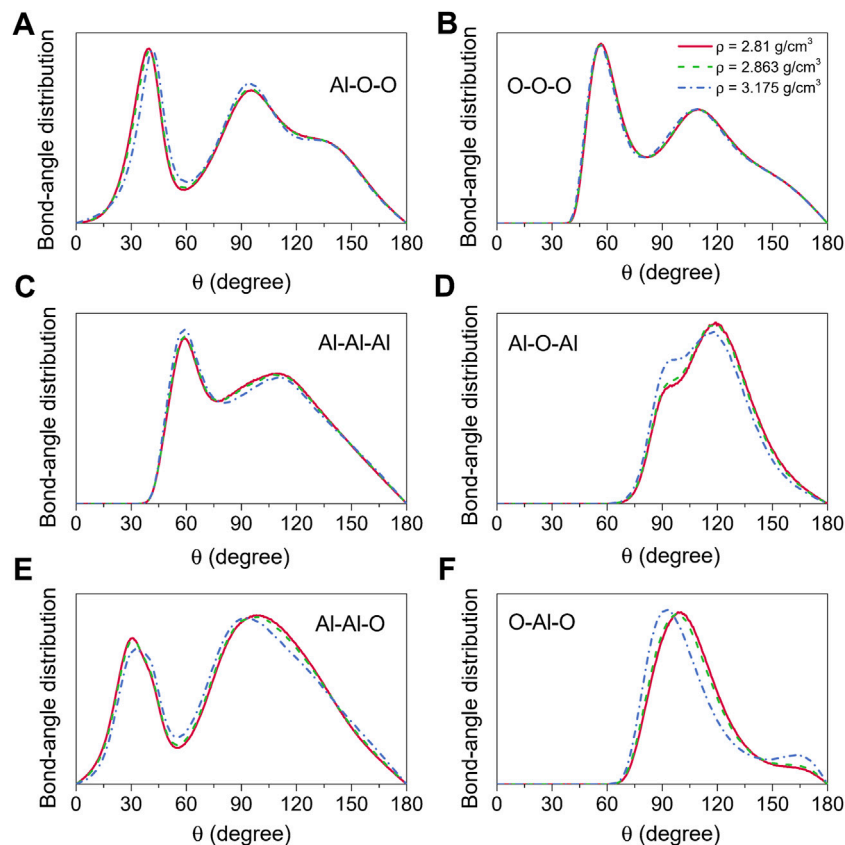 A
Al-O-O
Bond-angle distribution
0 30 60 90 120 150 180
θ (degree)
B
O-O-O
ρ = 2.81 g/cm³
ρ = 2.863 g/cm³
ρ = 3.175 g/cm³
Bond-angle distribution
0 30 60 90 120 150 180
θ (degree)
C
Al-Al-Al
Bond-angle distribution
0 30 60 90 120 150 180
θ (degree)
D
Al-O-Al
Bond-angle distribution
0 30 60 90 120 150 180
θ (degree)
E
Al-Al-O
Bond-angle distribution
0 30 60 90 120 150 180
θ (degree)
F
O-Al-O
Bond-angle distribution
0 30 60 90 120 150 180
θ (degree)